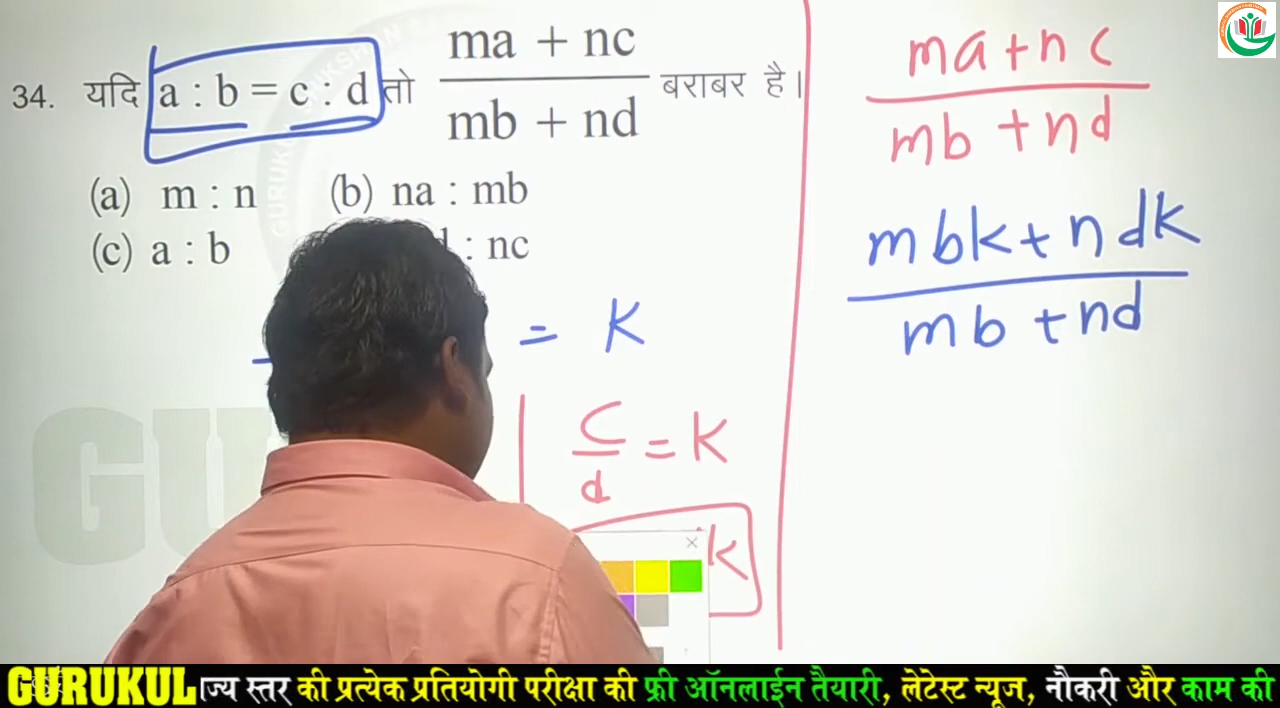 34. यदि a : b = c : d तो (ma + nc)/(mb + nd) बराबर है।
(a) m : n (b) na : mb
(c) a : b : nc
= K
c/d = K
k
ma + nc
mb + nd
mbk + ndk
mb + nd
GURUKUL ज्य स्तर की प्रत्येक प्रतियोगी परीक्षा की फ्री ऑनलाईन तैयारी, लेटेस्ट न्यूज, नौकरी और काम की